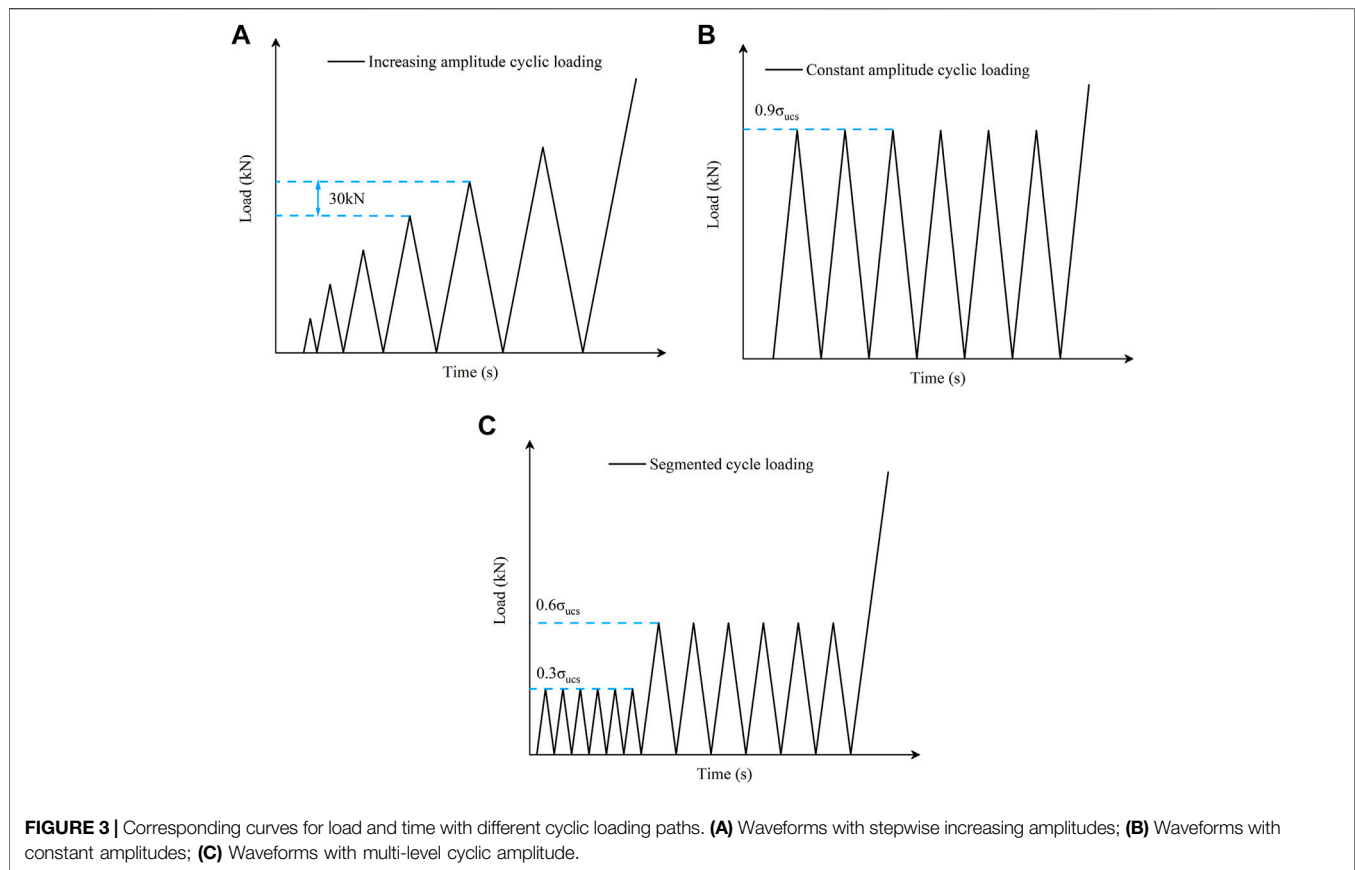 A
Increasing amplitude cyclic loading
Load (kN)
30kN
Time (s)
B
Constant amplitude cyclic loading
0.9σucs
Load (kN)
Time (s)
C
Segmented cycle loading
Load (kN)
0.6σucs
0.3σucs
Time (s)
FIGURE 3 | Corresponding curves for load and time with different cyclic loading paths. (A) Waveforms with stepwise increasing amplitudes; (B) Waveforms with
constant amplitudes; (C) Waveforms with multi-level cyclic amplitude.